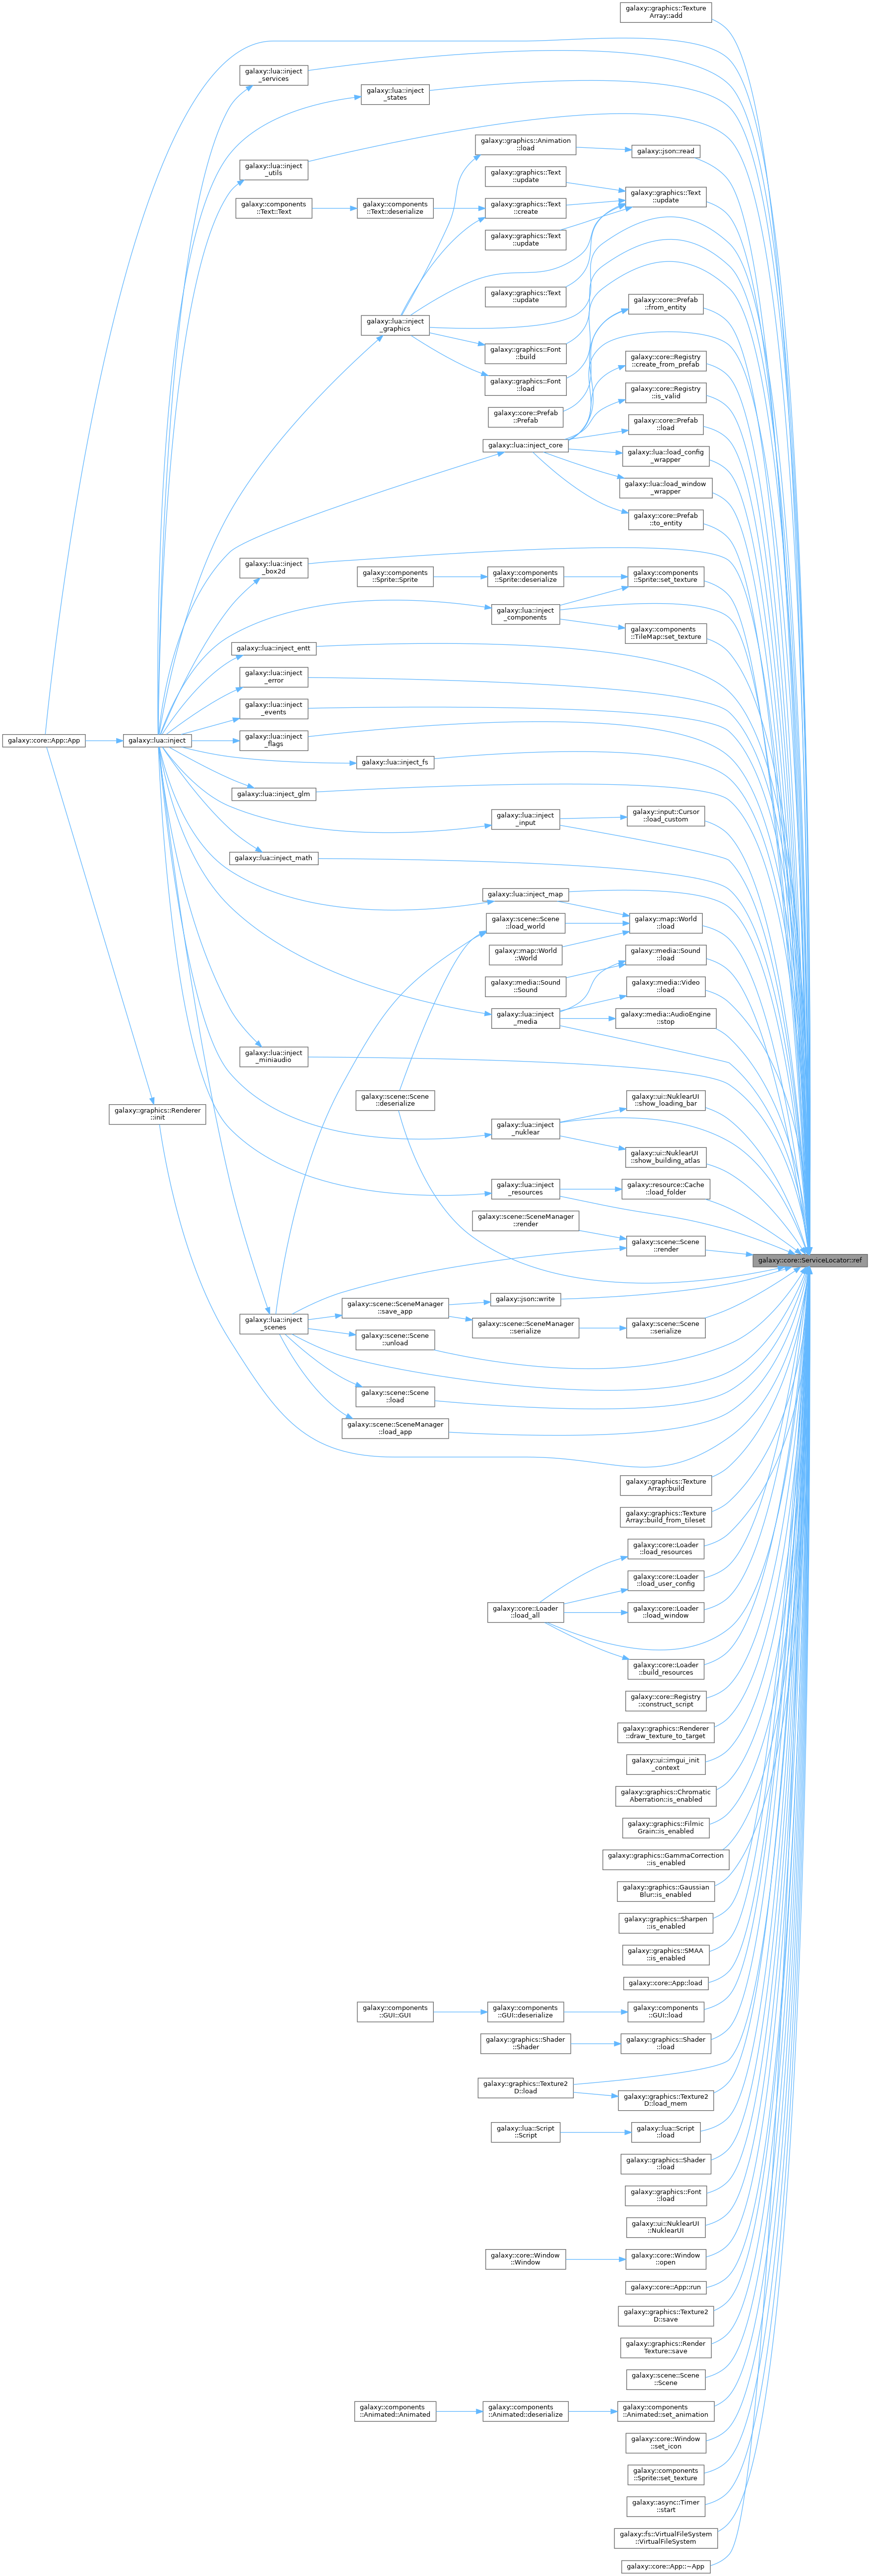 galaxy::graphics::Texture
Array::add
galaxy::lua::inject
_services
galaxy::lua::inject
_states
galaxy::graphics::Animation
::load
galaxy::json::read
galaxy::lua::inject
_utils
galaxy::graphics::Text
::update
galaxy::graphics::Text
::update
galaxy::components
::Text::Text
galaxy::components
::Text::deserialize
galaxy::graphics::Text
::create
galaxy::graphics::Text
::update
galaxy::graphics::Text
::update
galaxy::core::Prefab
::from_entity
galaxy::lua::inject
_graphics
galaxy::graphics::Font
::build
galaxy::core::Registry
::create_from_prefab
galaxy::graphics::Font
::load
galaxy::core::Registry
::is_valid
galaxy::core::Prefab
::Prefab
galaxy::core::Prefab
::load
galaxy::lua::inject_core
galaxy::lua::load_config
_wrapper
galaxy::lua::load_window
_wrapper
galaxy::core::Prefab
::to_entity
galaxy::lua::inject
_box2d
galaxy::components
::Sprite::Sprite
galaxy::components
::Sprite::deserialize
galaxy::components
::Sprite::set_texture
galaxy::lua::inject
_components
galaxy::components
::TileMap::set_texture
galaxy::lua::inject_entt
galaxy::lua::inject
_error
galaxy::lua::inject
_events
galaxy::core::App::App
galaxy::lua::inject
galaxy::lua::inject
_flags
galaxy::lua::inject_fs
galaxy::lua::inject_glm
galaxy::lua::inject
_input
galaxy::input::Cursor
::load_custom
galaxy::lua::inject_math
galaxy::lua::inject_map
galaxy::scene::Scene
::load_world
galaxy::map::World
::load
galaxy::map::World
::World
galaxy::media::Sound
::load
galaxy::media::Sound
::Sound
galaxy::media::Video
::load
galaxy::lua::inject
_media
galaxy::media::AudioEngine
::stop
galaxy::lua::inject
_miniaudio
galaxy::scene::Scene
::deserialize
galaxy::ui::NuklearUI
::show_loading_bar
galaxy::graphics::Renderer
::init
galaxy::lua::inject
_nuklear
galaxy::ui::NuklearUI
::show_building_atlas
galaxy::lua::inject
_resources
galaxy::resource::Cache
::load_folder
galaxy::scene::SceneManager
::render
galaxy::scene::Scene
::render
galaxy::core::ServiceLocator::ref
galaxy::json::write
galaxy::lua::inject
_scenes
galaxy::scene::SceneManager
::save_app
galaxy::scene::SceneManager
::serialize
galaxy::scene::Scene
::serialize
galaxy::scene::Scene
::unload
galaxy::scene::Scene
::load
galaxy::scene::SceneManager
::load_app
galaxy::graphics::Texture
Array::build
galaxy::graphics::Texture
Array::build_from_tileset
galaxy::core::Loader
::load_resources
galaxy::core::Loader
::load_user_config
galaxy::core::Loader
::load_all
galaxy::core::Loader
::load_window
galaxy::core::Loader
::build_resources
galaxy::core::Registry
::construct_script
galaxy::graphics::Renderer
::draw_texture_to_target
galaxy::ui::imgui_init
_context
galaxy::graphics::Chromatic
Aberration::is_enabled
galaxy::graphics::Filmic
Grain::is_enabled
galaxy::graphics::GammaCorrection
::is_enabled
galaxy::graphics::Gaussian
Blur::is_enabled
galaxy::graphics::Sharpen
::is_enabled
galaxy::graphics::SMAA
::is_enabled
galaxy::core::App::load
galaxy::components
::GUI::GUI
galaxy::components
::GUI::deserialize
galaxy::components
::GUI::load
galaxy::graphics::Shader
::Shader
galaxy::graphics::Shader
::load
galaxy::graphics::Texture2
D::load
galaxy::graphics::Texture2
D::load_mem
galaxy::lua::Script
::Script
galaxy::lua::Script
::load
galaxy::graphics::Shader
::load
galaxy::graphics::Font
::load
galaxy::ui::NuklearUI
::NuklearUI
galaxy::core::Window
::Window
galaxy::core::Window
::open
galaxy::core::App::run
galaxy::graphics::Texture2
D::save
galaxy::graphics::Render
Texture::save
galaxy::scene::Scene
::Scene
galaxy::components
::Animated::Animated
galaxy::components
::Animated::deserialize
galaxy::components
::Animated::set_animation
galaxy::core::Window
::set_icon
galaxy::components
::Sprite::set_texture
galaxy::async::Timer
::start
galaxy::fs::VirtualFileSystem
::VirtualFileSystem
galaxy::core::App::~App